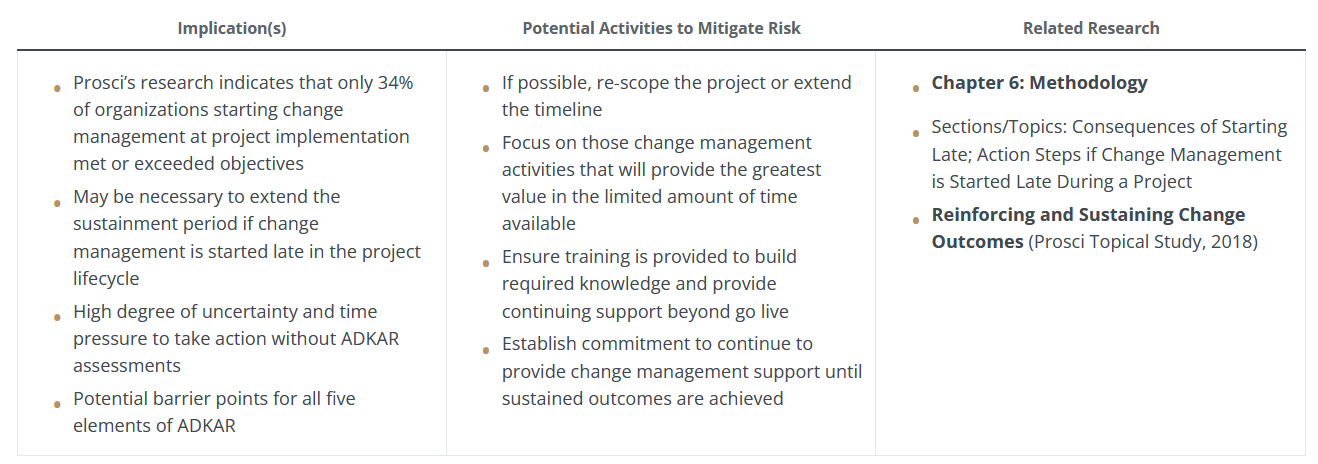 Implication(s)
Potential Activities to Mitigate Risk
Related Research
Prosci’s research indicates that only 34%
of organizations starting change
management at project implementation
met or exceeded objectives
May be necessary to extend the
sustainment period if change
management is started late in the project
lifecycle
High degree of uncertainty and time
pressure to take action without ADKAR
assessments
Potential barrier points for all five
elements of ADKAR
If possible, re-scope the project or extend
the timeline
Focus on those change management
activities that will provide the greatest
value in the limited amount of time
available
Ensure training is provided to build
required knowledge and provide
continuing support beyond go live
Establish commitment to continue to
provide change management support until
sustained outcomes are achieved
Chapter 6: Methodology
Sections/Topics: Consequences of Starting
Late; Action Steps if Change Management
is Started Late During a Project
Reinforcing and Sustaining Change
Outcomes (Prosci Topical Study, 2018)